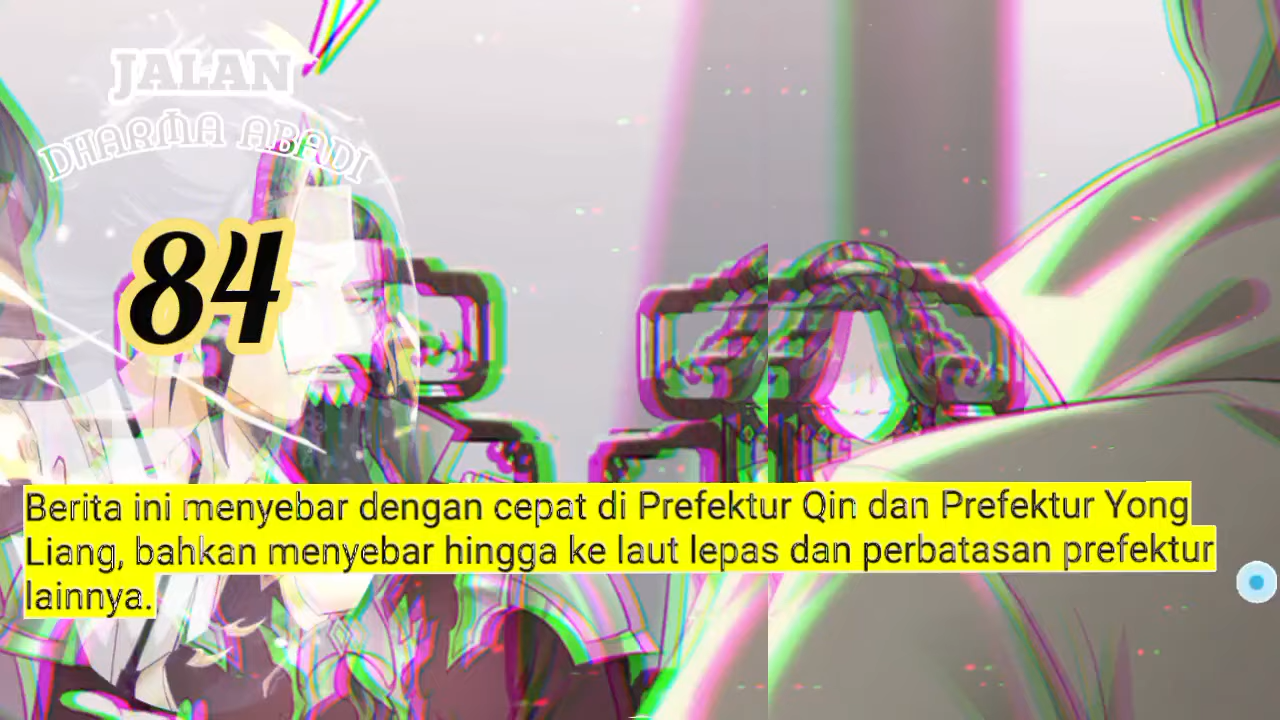 JALAN
DHARMA ABADI
84
Berita ini menyebar dengan cepat di Prefektur Qin dan Prefektur Yong
Liang, bahkan menyebar hingga ke laut lepas dan perbatasan prefektur
lainnya.